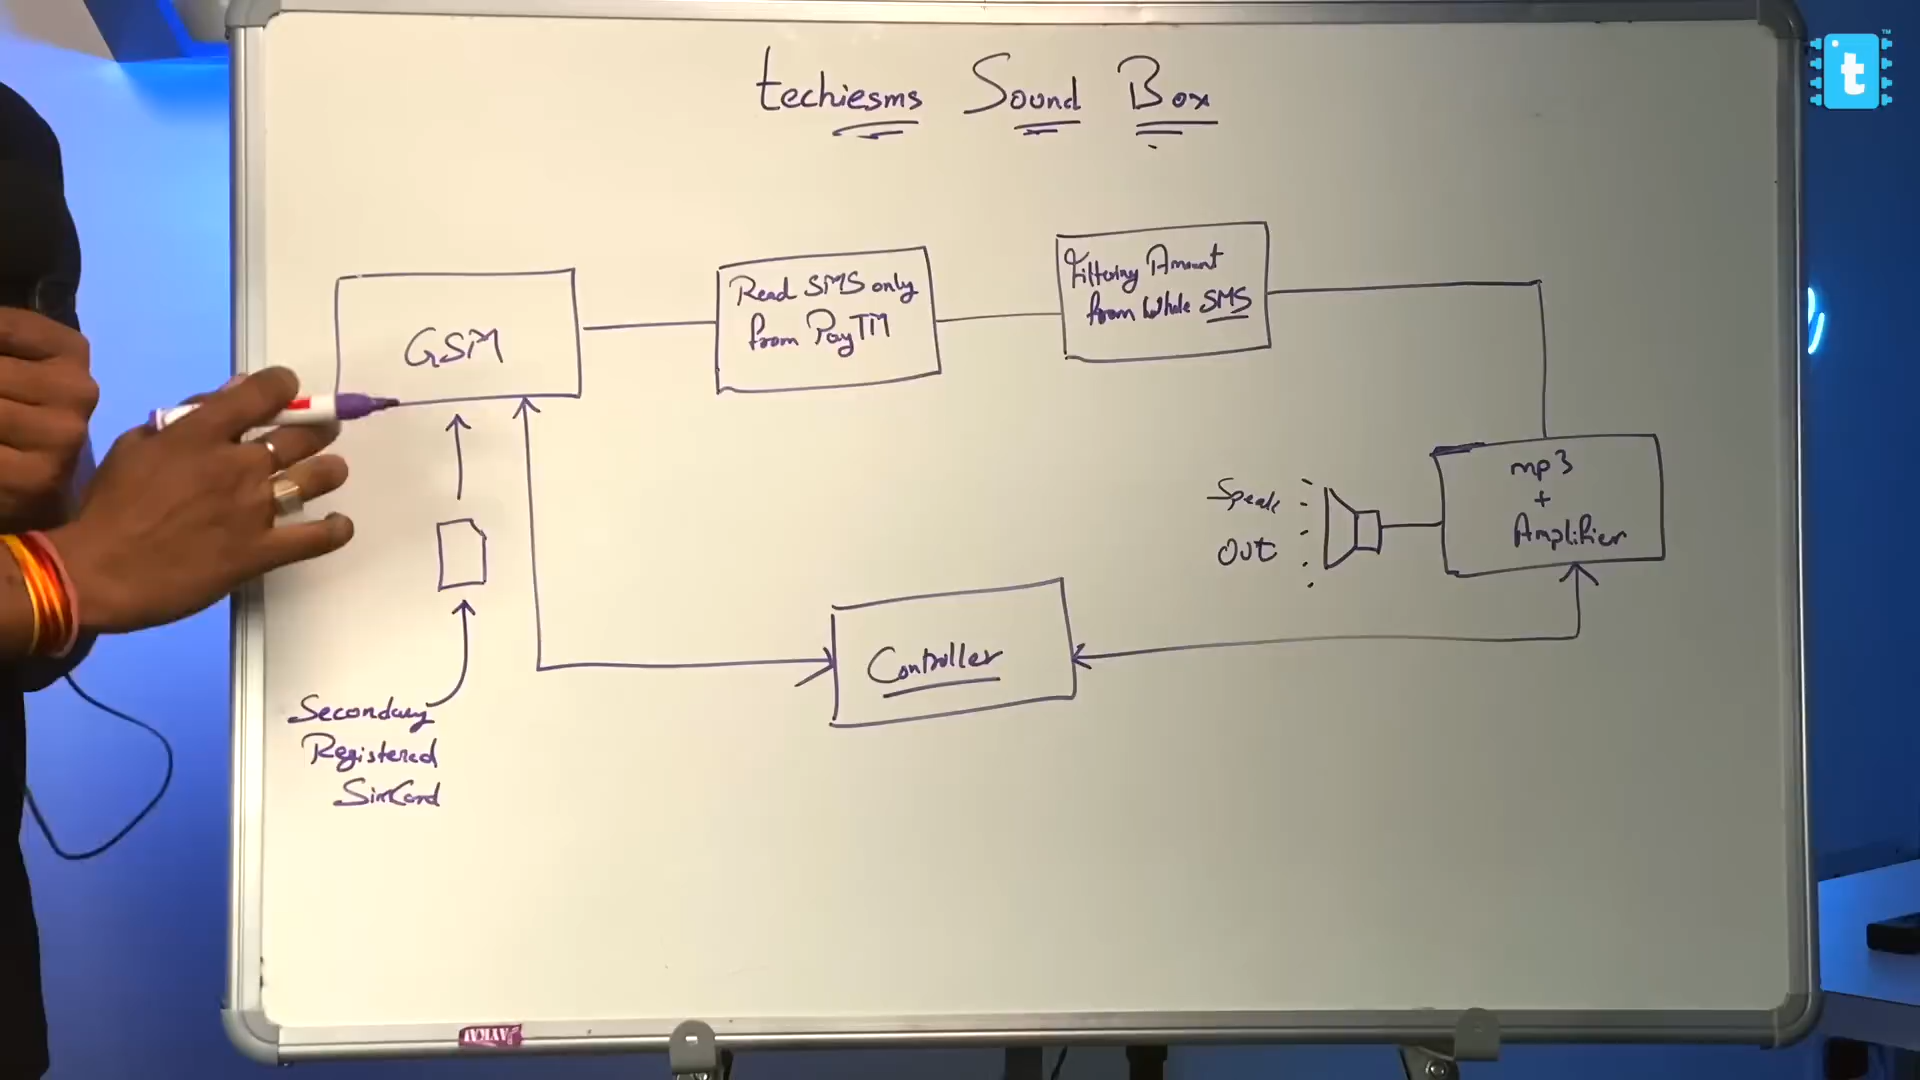 techiesms Sound Box
GSM
Read SMS only
from PayTM
Filtering Amount
from Whole SMS
mp3
+
Amplifier
Speak
Out
Controller
Secondary
Registered
SimCard
t
TM